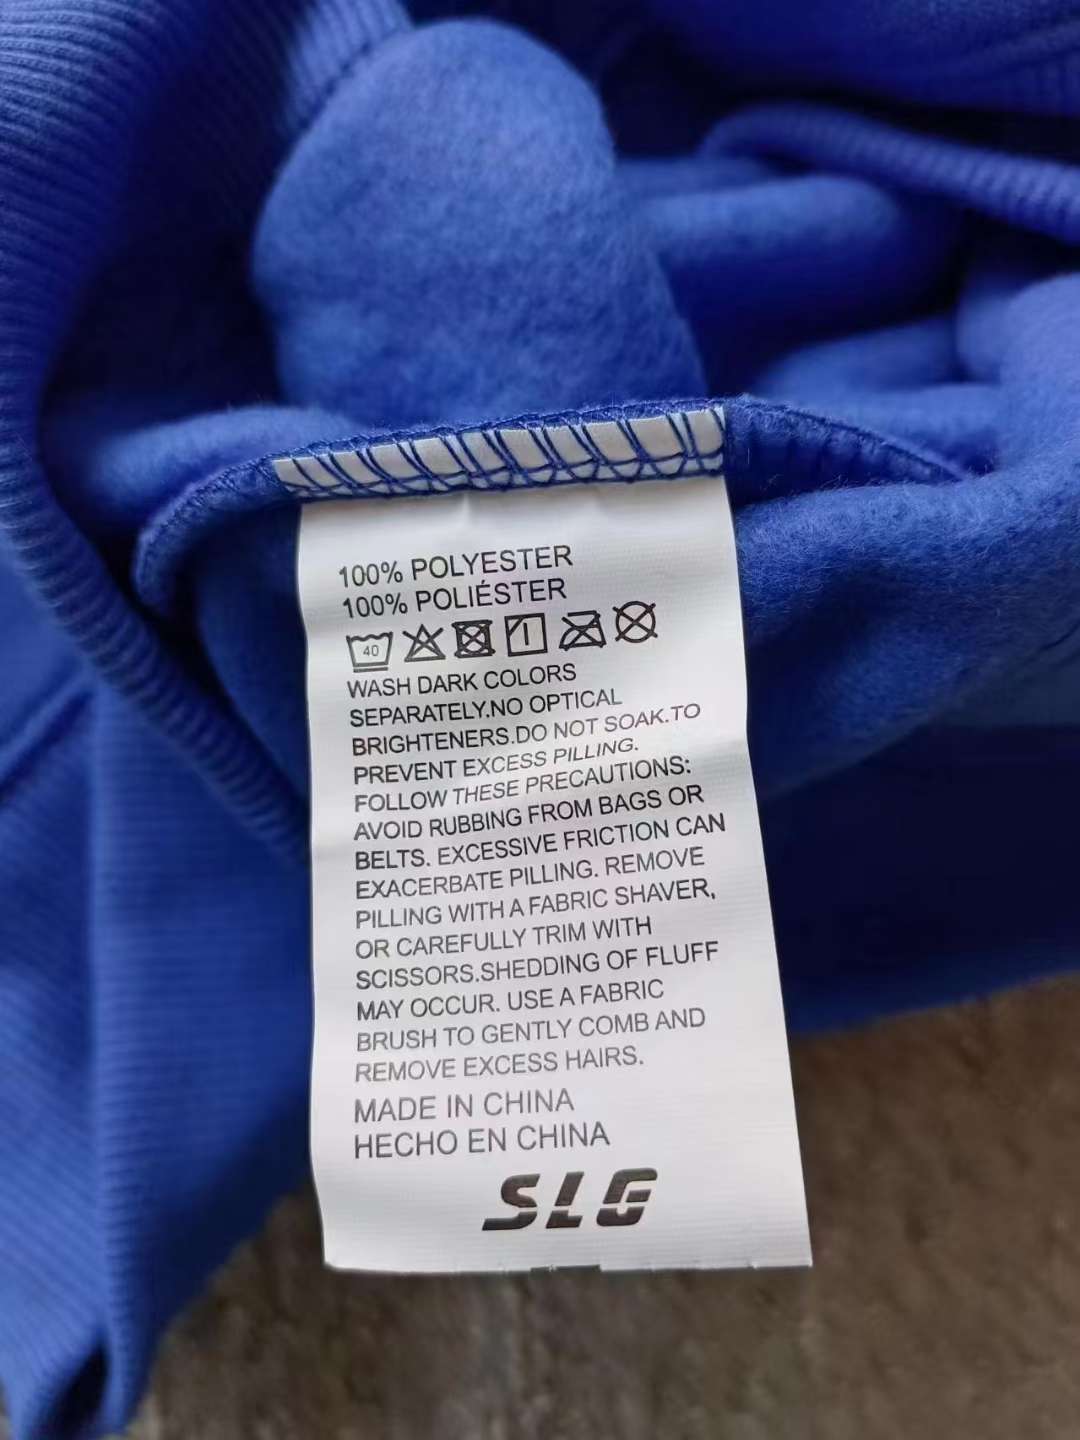 100% POLYESTER
100% POLIÉSTER
40
WASH DARK COLORS
SEPARATELY.NO OPTICAL
BRIGHTENERS.DO NOT SOAK.TO
PREVENT EXCESS PILLING.
FOLLOW THESE PRECAUTIONS:
AVOID RUBBING FROM BAGS OR
BELTS. EXCESSIVE FRICTION CAN
EXACERBATE PILLING. REMOVE
PILLING WITH A FABRIC SHAVER,
OR CAREFULLY TRIM WITH
SCISSORS.SHEDDING OF FLUFF
MAY OCCUR. USE A FABRIC
BRUSH TO GENTLY COMB AND
REMOVE EXCESS HAIRS.
MADE IN CHINA
HECHO EN CHINA
SLG